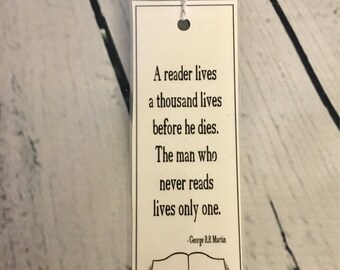 A reader lives
a thousand lives
before he dies.
The man who
never reads
lives only one.
-George R.R. Martin